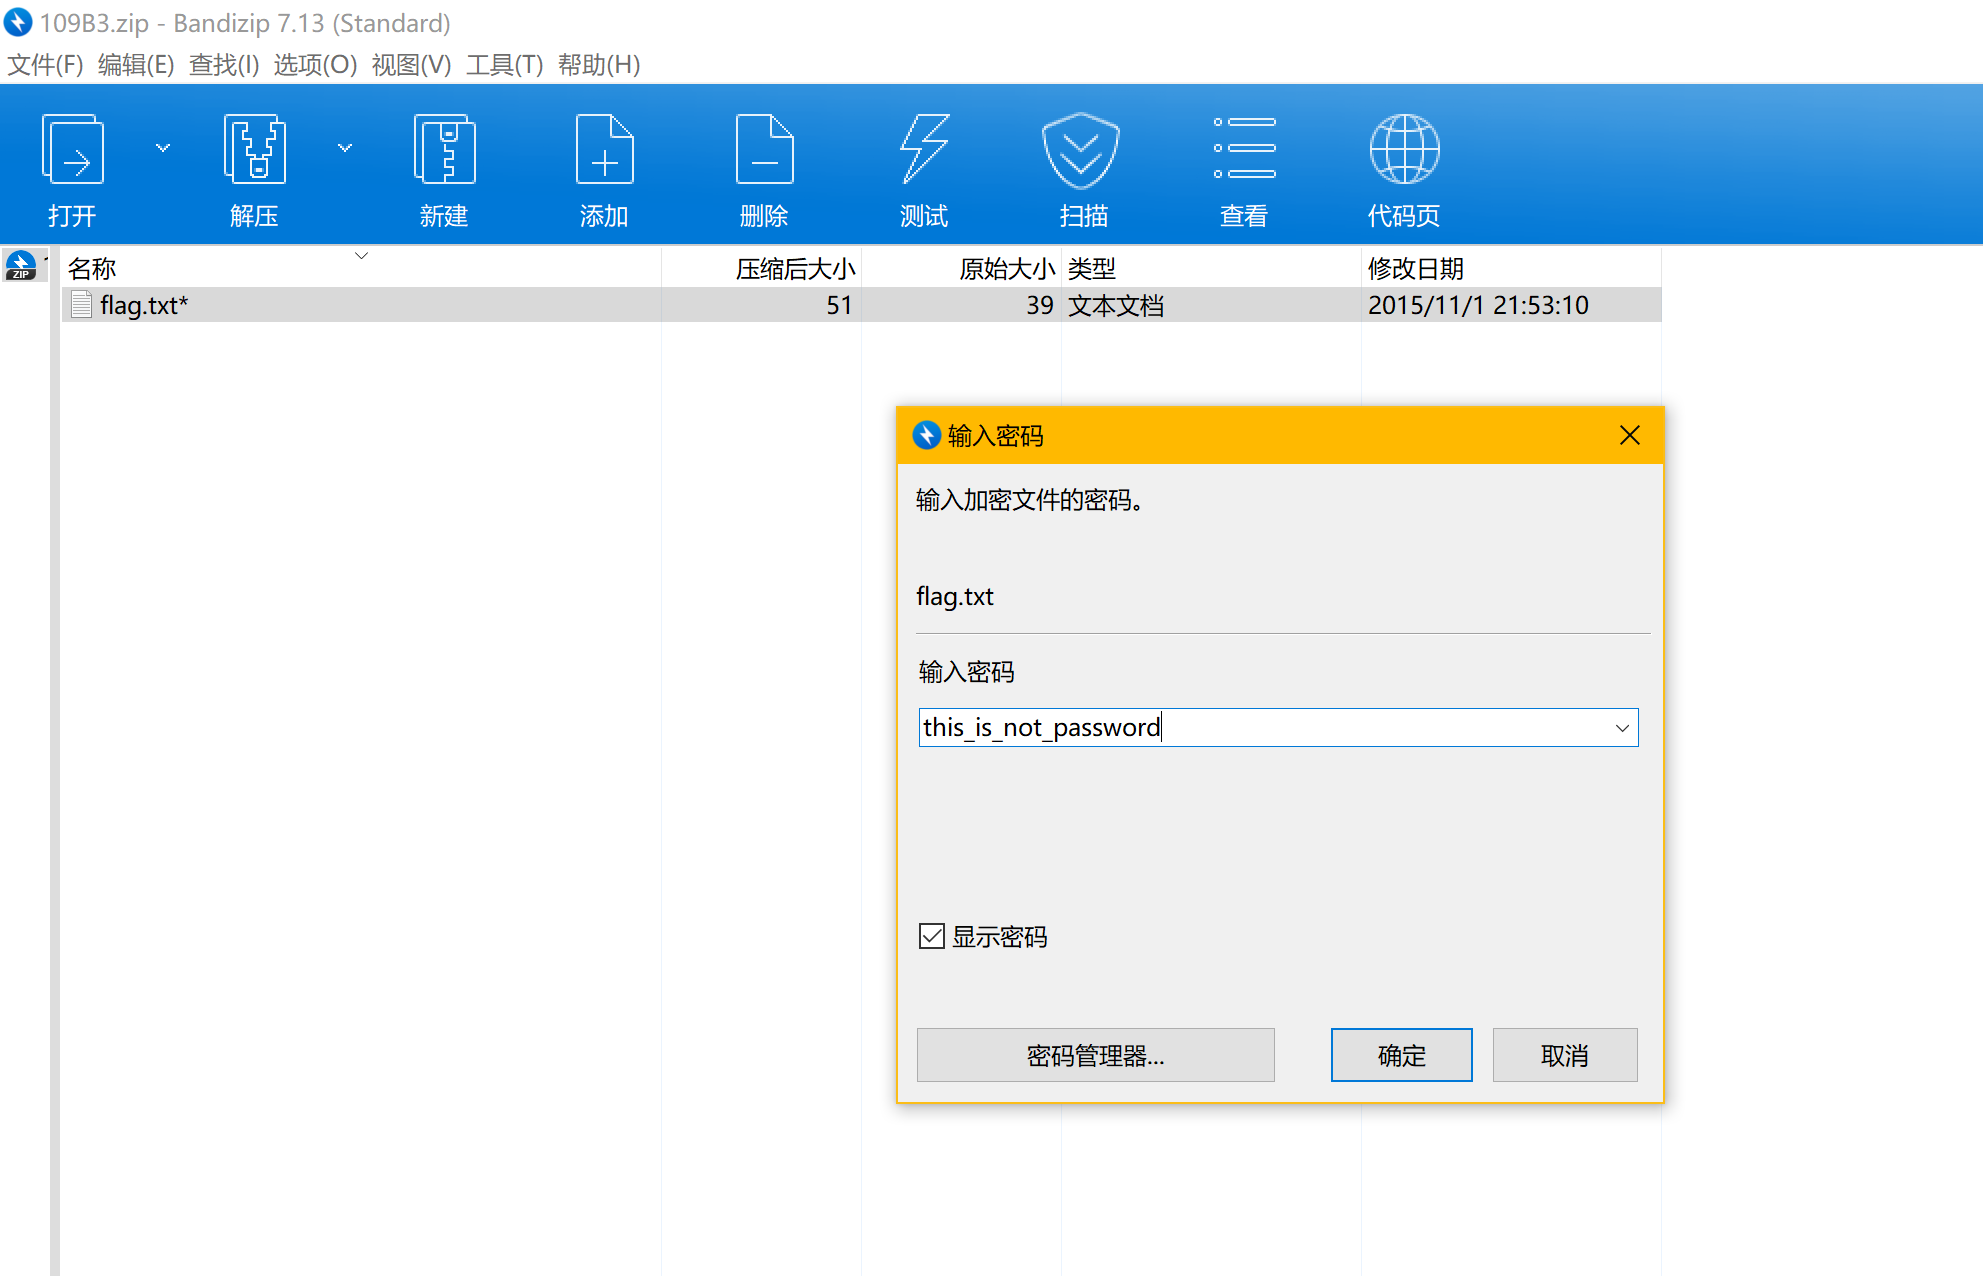 109B3.zip - Bandizip 7.13 (Standard)
文件(F) 编辑(E) 查找(I) 选项(O) 视图(V) 工具(T) 帮助(H)
打开 解压 新建 添加 删除 测试 扫描 查看 代码页
ZIP
名称 压缩后大小 原始大小 类型 修改日期
flag.txt* 51 39 文本文档 2015/11/1 21:53:10
输入密码
输入加密文件的密码。
flag.txt
输入密码
this_is_not_password
显示密码
密码管理器... 确定 取消